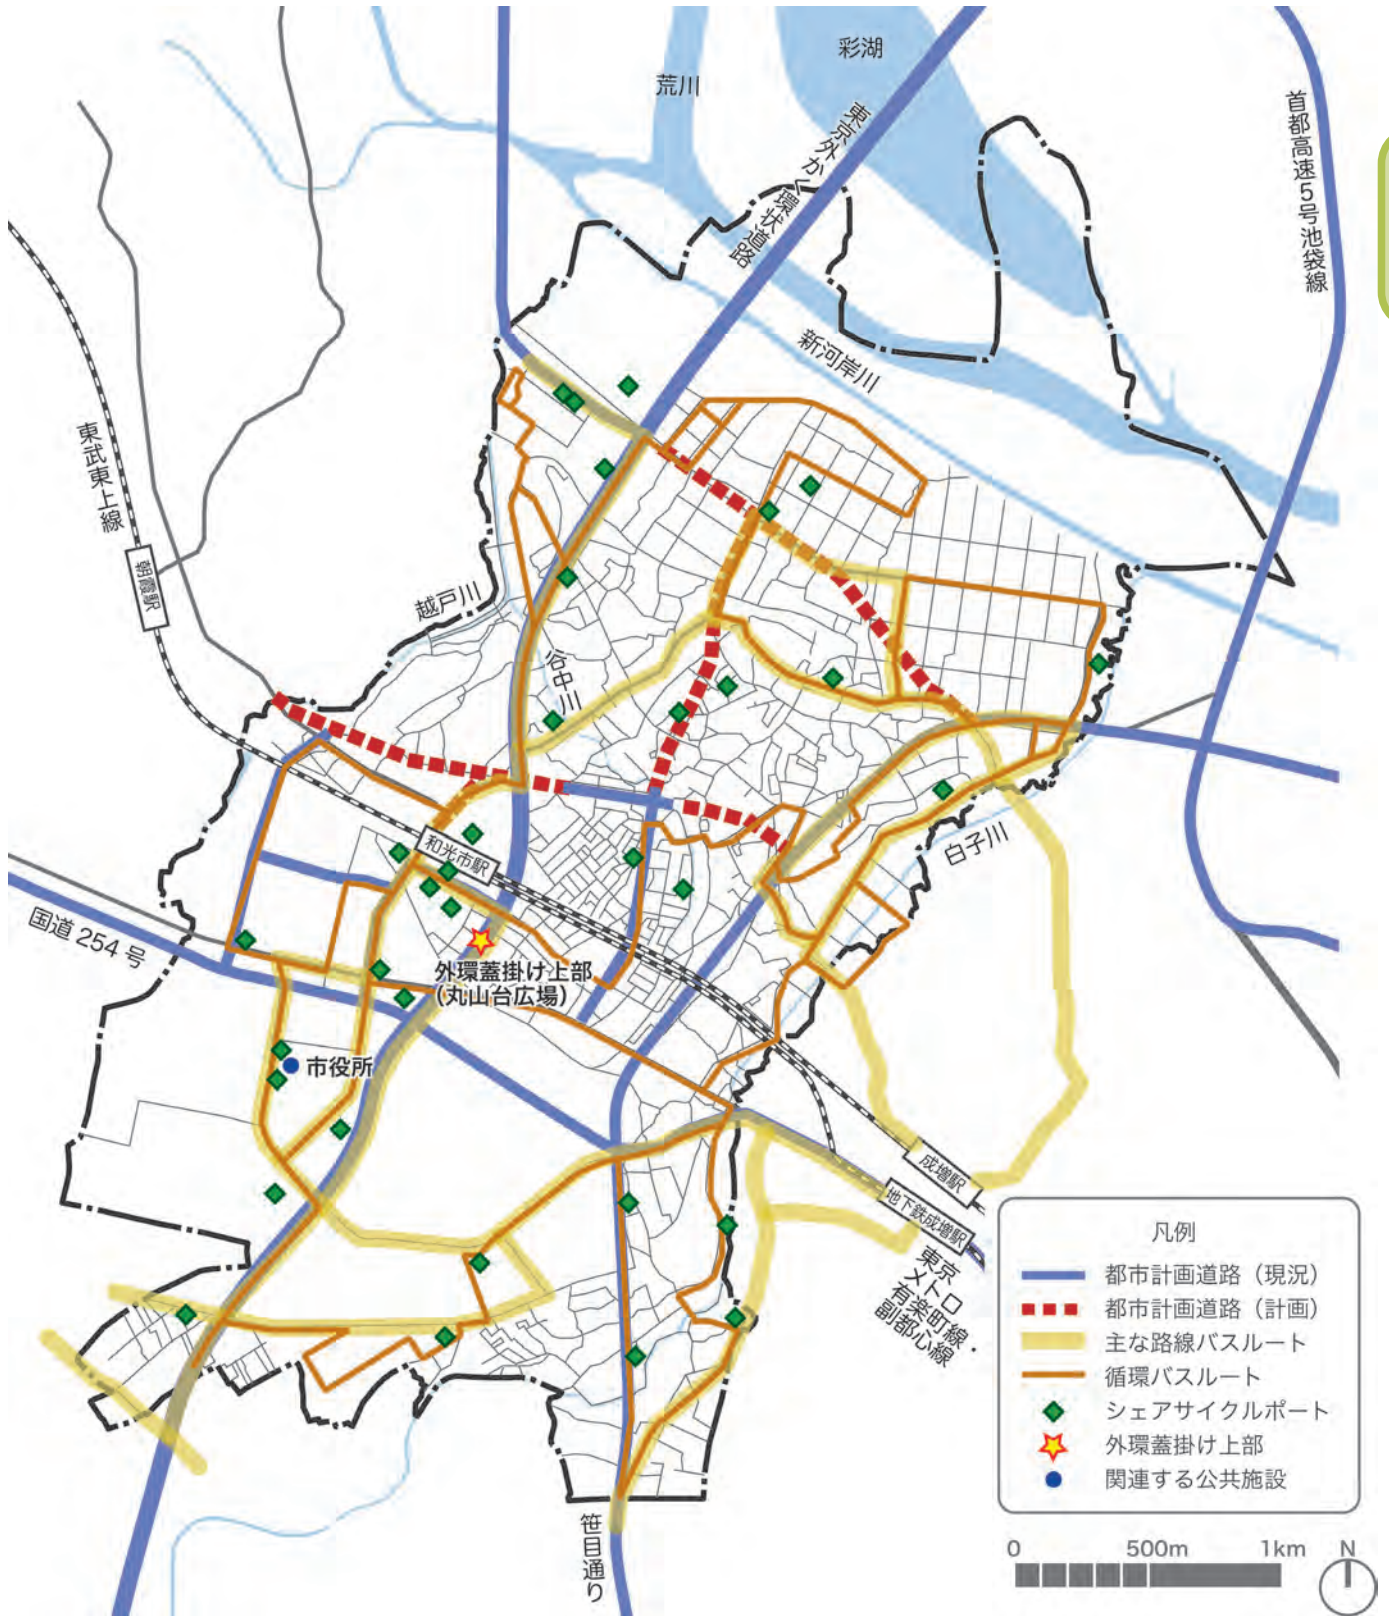 彩湖
荒川
東京外かく環状道路
首都高速5号池袋線
新河岸川
東武東上線
朝霞駅
越戸川
谷中川
和光市駅
白子川
国道 254 号
外環蓋掛け上部
（丸山台広場）
市役所
成増駅
地下鉄成増駅
東京
メトロ
有楽町線・
副都心線
笹目通り
凡例
都市計画道路（現況）
都市計画道路（計画）
主な路線バスルート
循環バスルート
シェアサイクルポート
外環蓋掛け上部
関連する公共施設
0 500m 1km N